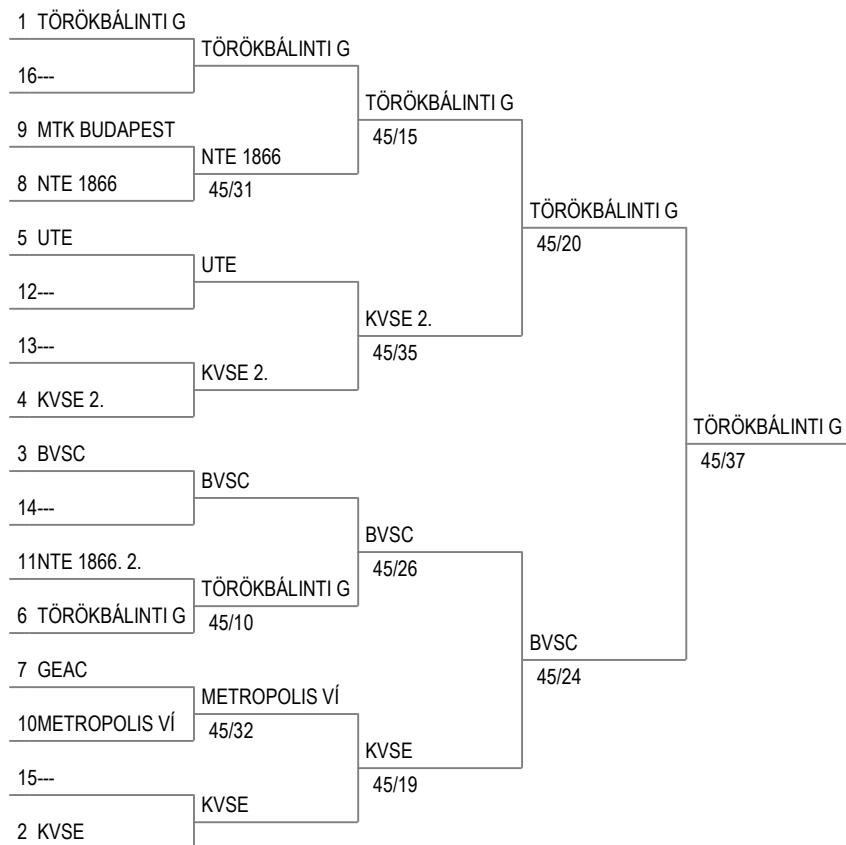 1 TÖRÖKBÁLINTI G
TÖRÖKBÁLINTI G
16---
TÖRÖKBÁLINTI G
45/15
9 MTK BUDAPEST
NTE 1866
45/31
8 NTE 1866
TÖRÖKBÁLINTI G
45/20
5 UTE
UTE
12---
KVSE 2.
45/35
13---
KVSE 2.
4 KVSE 2.
TÖRÖKBÁLINTI G
45/37
3 BVSC
BVSC
14---
BVSC
45/26
11NTE 1866. 2.
TÖRÖKBÁLINTI G
45/10
6 TÖRÖKBÁLINTI G
BVSC
45/24
7 GEAC
METROPOLIS VÍ
45/32
10METROPOLIS VÍ
KVSE
45/19
15---
KVSE
2 KVSE